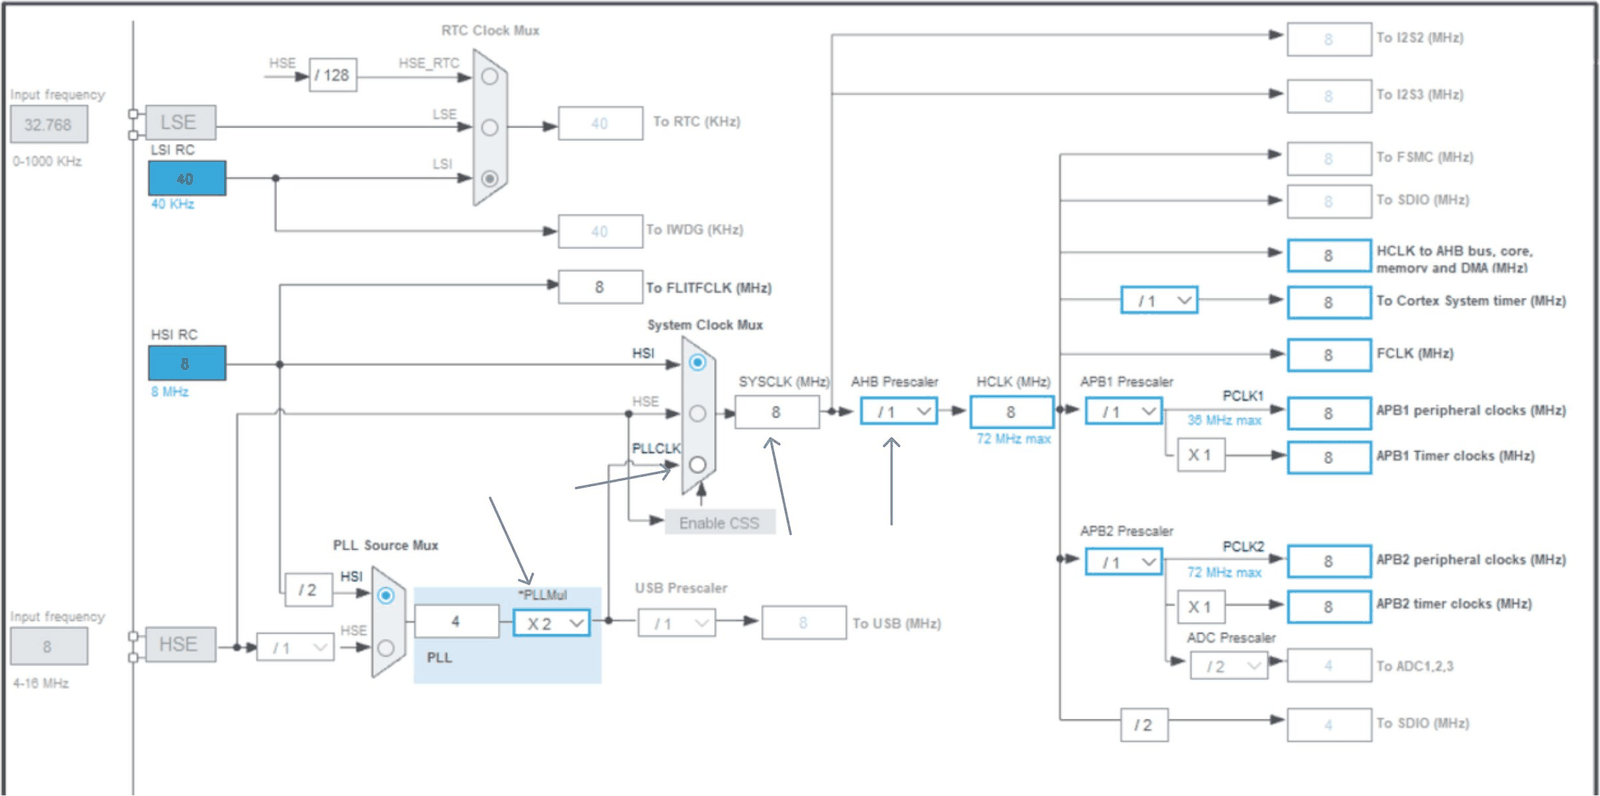 RTC Clock Mux
HSE
/ 128
HSE_RTC
To I2S2 (MHz)
8
Input frequency
32.768
0-1000 KHz
LSE
LSE
40
To RTC (KHz)
8
To I2S3 (MHz)
LSI RC
40
40 KHz
LSI
8
To FSMC (MHz)
8
To SDIO (MHz)
40
To IWDG (KHz)
8
HCLK to AHB bus, core,
memory and DMA (MHz)
8
To FLITFCLK (MHz)
/ 1
8
To Cortex System timer (MHz)
HSI RC
8
8 MHz
System Clock Mux
HSI
8
FCLK (MHz)
HSE
PLLCLK
Enable CSS
SYSCLK (MHz)
8
AHB Prescaler
/ 1
HCLK (MHz)
8
72 MHz max
APB1 Prescaler
/ 1
PCLK1
36 MHz max
8
APB1 peripheral clocks (MHz)
X 1
8
APB1 Timer clocks (MHz)
PLL Source Mux
HSI
/ 2
APB2 Prescaler
/ 1
PCLK2
72 MHz max
8
APB2 peripheral clocks (MHz)
Input frequency
8
4-16 MHz
HSE
/ 1
HSE
4
*PLLMul
X 2
PLL
USB Prescaler
/ 1
8
To USB (MHz)
X 1
8
APB2 timer clocks (MHz)
ADC Prescaler
/ 2
4
To ADC1,2,3
/ 2
4
To SDIO (MHz)